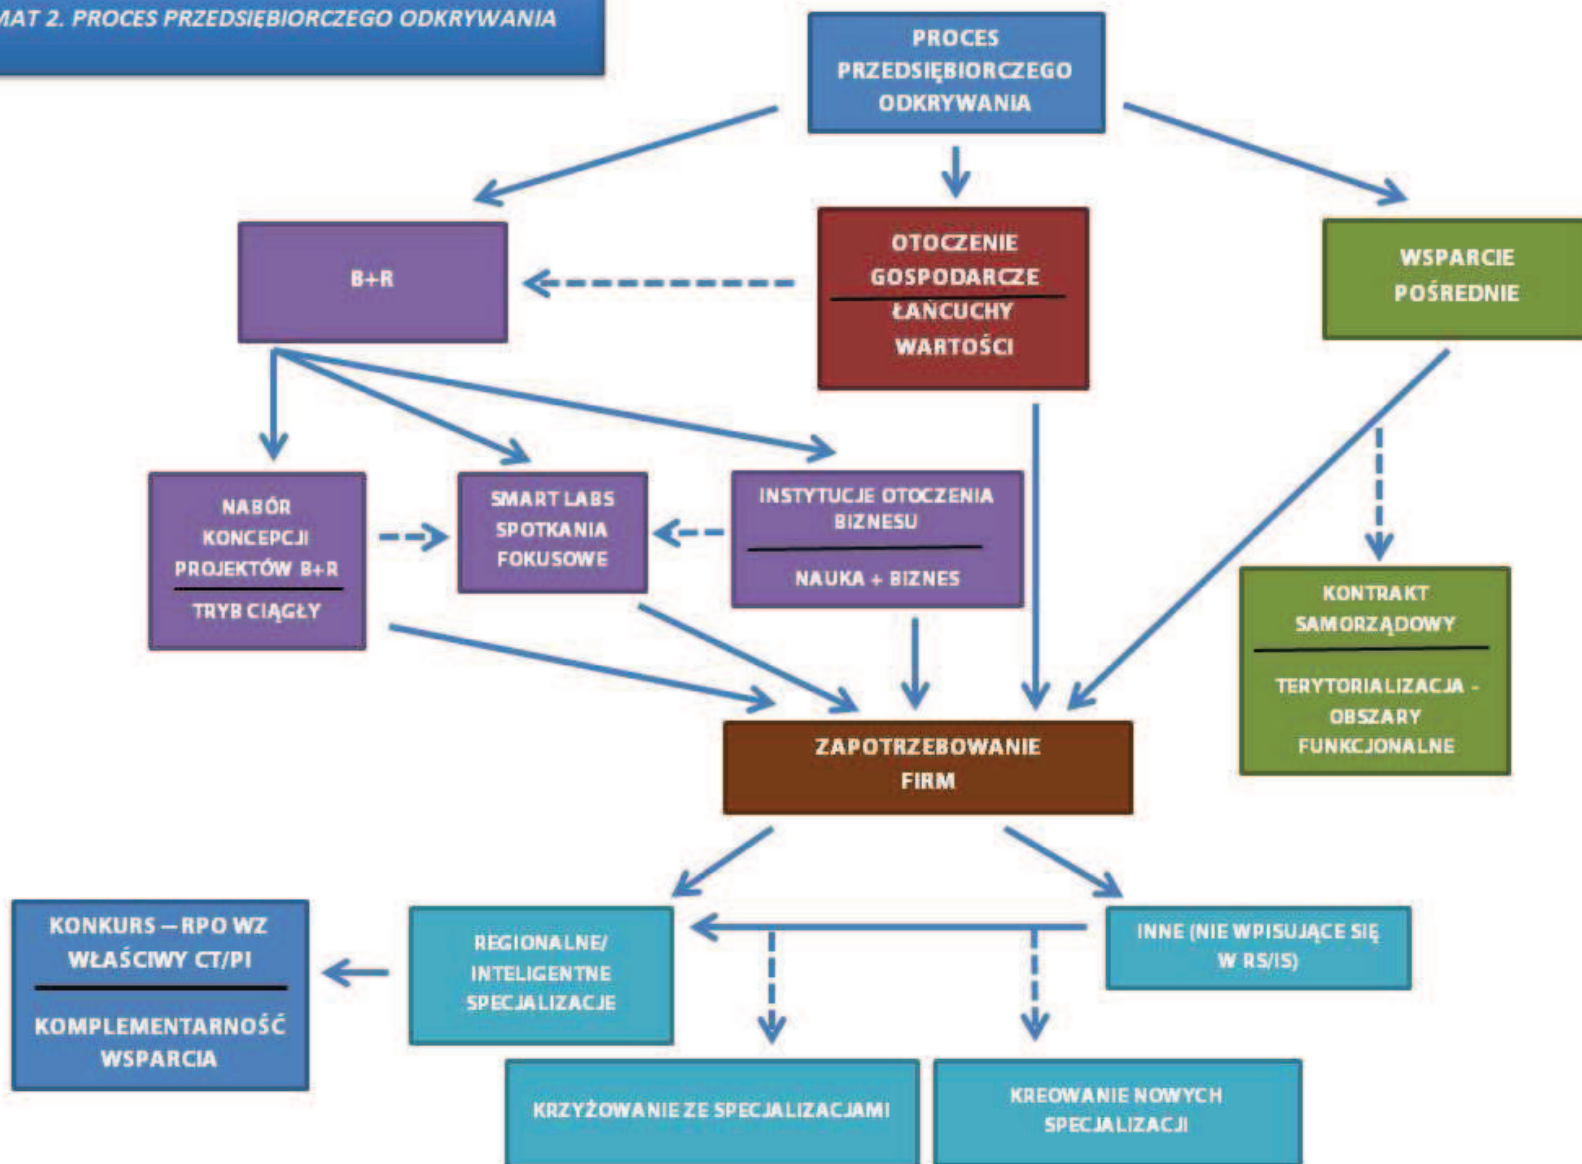 MAT 2. PROCES PRZEDSIĘBIORCZEGO ODKRYWANIA
PROCES
PRZEDSIĘBIORCZEGO
ODKRYWANIA
B+R
OTOCZENIE
GOSPODARCZE
ŁAŃCUCHY
WARTOŚCI
WSPARCIE
POŚREDNIE
NABÓR
KONCEPCJI
PROJEKTÓW B+R
TRYB CIĄGŁY
SMART LABS
SPOTKANIA
FOKUSOWE
INSTYTUCJE OTOCZENIA
BIZNESU
NAUKA + BIZNES
KONTRAKT
SAMORZĄDOWY
TERYTORIALIZACJA -
OBSZARY
FUNKCJONALNE
ZAPOTRZEBOWANIE
FIRM
KONKURS – RPO WZ
WŁAŚCIWY CT/PI
KOMPLEMENTARNOŚĆ
WSPARCIA
REGIONALNE/
INTELIGENTNE
SPECJALIZACJE
INNE (NIE WPISUJĄCE SIĘ
W RS/IS)
KRZYŻOWANIE ZE SPECJALIZACJAMI
KREOWANIE NOWYCH
SPECJALIZACJI